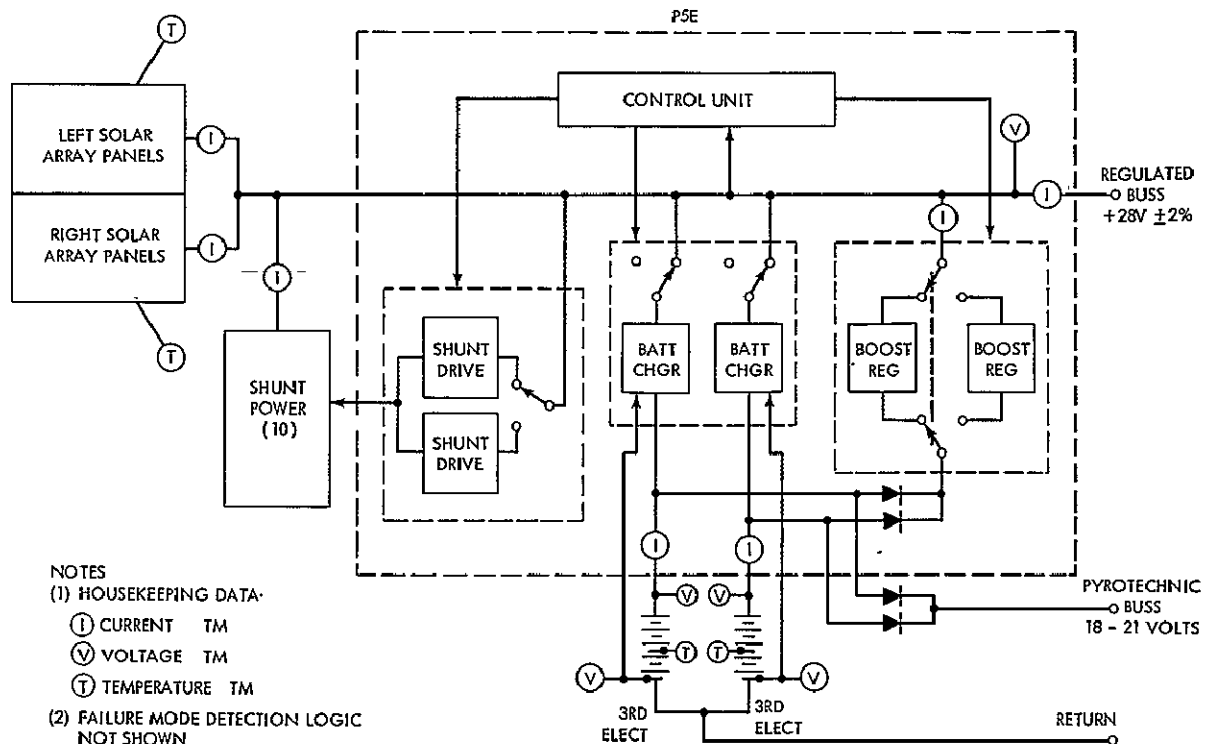 PSE
T
CONTROL UNIT
LEFT SOLAR
ARRAY PANELS
I
V
REGULATED
BUSS
+28V ±2%
I
RIGHT SOLAR
ARRAY PANELS
I
I
I
T
SHUNT
POWER
(10)
SHUNT
DRIVE
SHUNT
DRIVE
BATT
CHGR
BATT
CHGR
BOOST
REG
BOOST
REG
I
I
V
V
T
T
V
V
3RD
ELECT
3RD
ELECT
PYROTECHNIC
BUSS
18 - 21 VOLTS
RETURN
NOTES
(1) HOUSEKEEPING DATA
I CURRENT TM
V VOLTAGE TM
T TEMPERATURE TM
(2) FAILURE MODE DETECTION LOGIC
NOT SHOWN